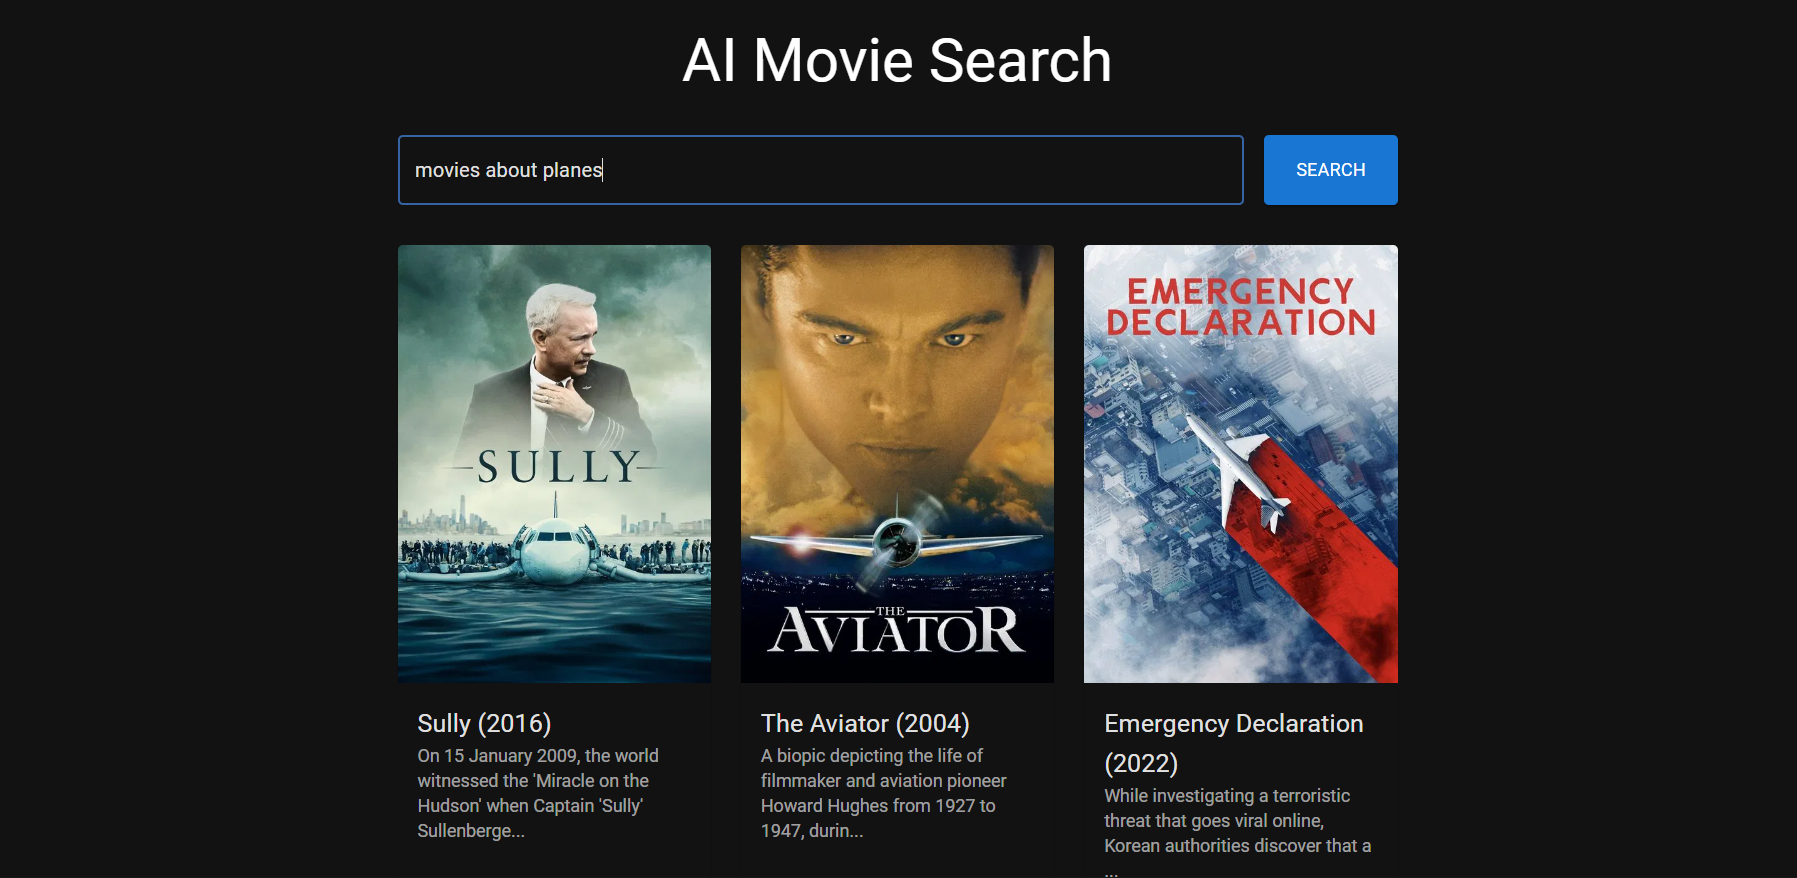 AI Movie Search
movies about planes
SEARCH
SULLY
THE
AVIATOR
EMERGENCY
DECLARATION
Sully (2016)
On 15 January 2009, the world
witnessed the 'Miracle on the
Hudson' when Captain 'Sully'
Sullenberge...
The Aviator (2004)
A biopic depicting the life of
filmmaker and aviation pioneer
Howard Hughes from 1927 to
1947, durin...
Emergency Declaration
(2022)
While investigating a terroristic
threat that goes viral online,
Korean authorities discover that a
...